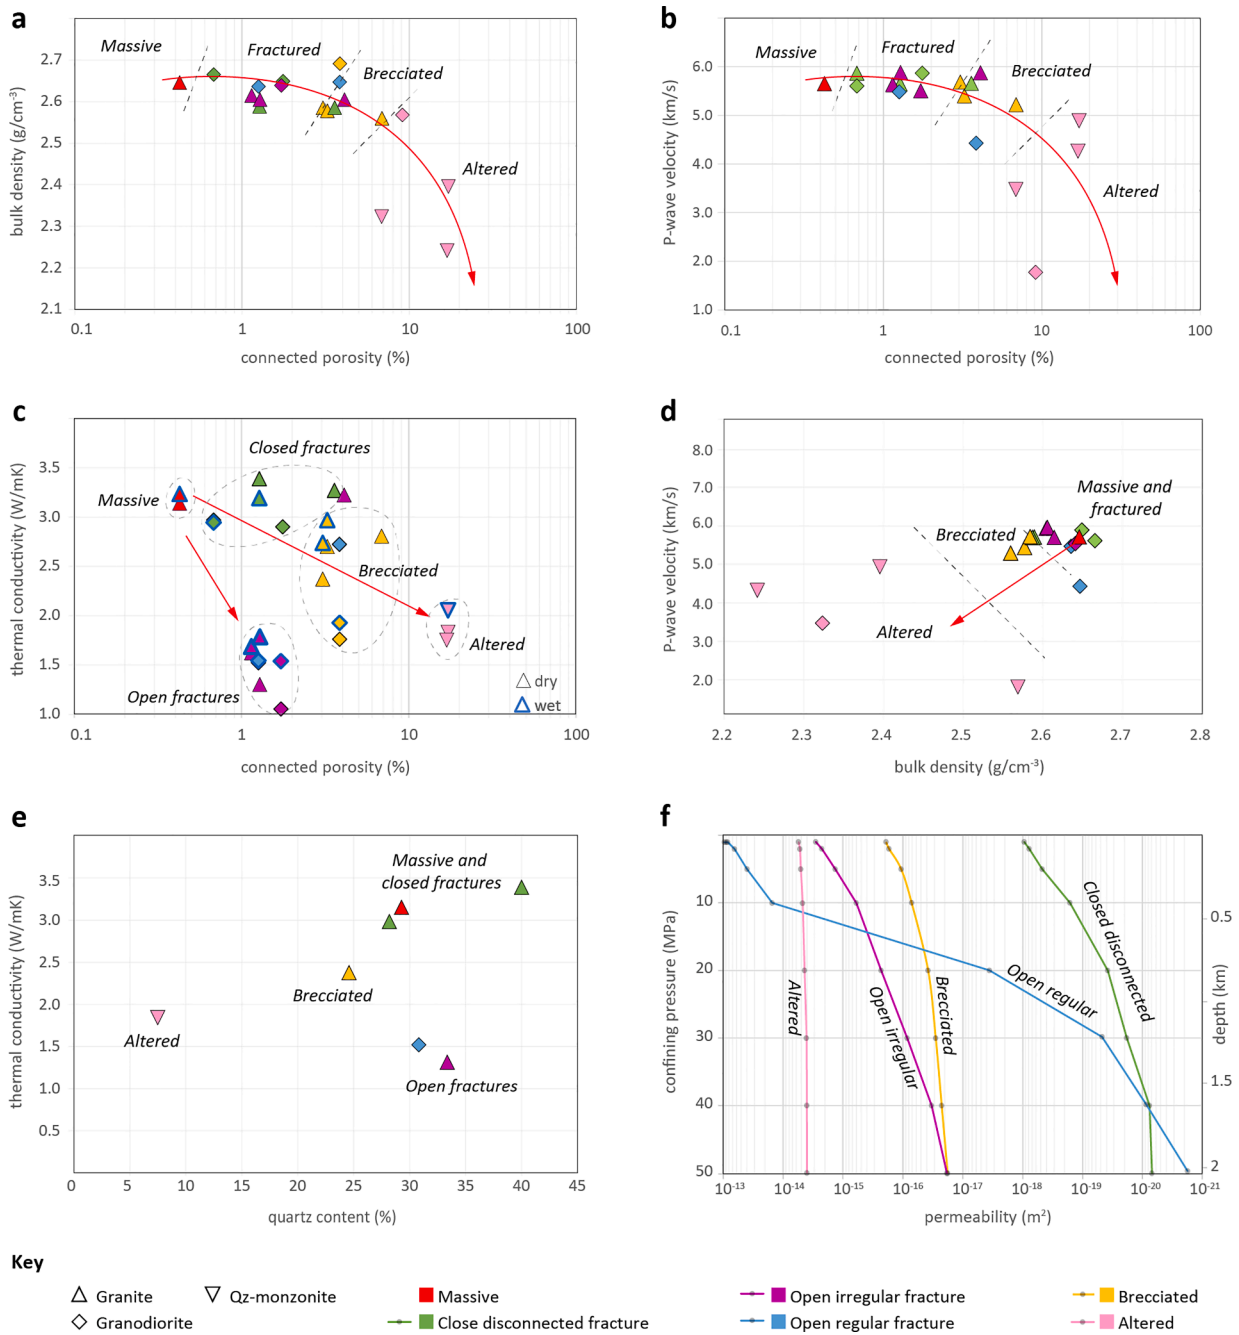 a
bulk density (g/cm⁻³)
2.7
2.6
2.5
2.4
2.3
2.2
2.1
Massive
Fractured
Brecciated
Altered
0.1 1 10 100
connected porosity (%)
b
P-wave velocity (km/s)
6.0
5.0
4.0
3.0
2.0
1.0
Massive
Fractured
Brecciated
Altered
0.1 1 10 100
connected porosity (%)
c
thermal conductivity (W/mK)
3.5
3.0
2.5
2.0
1.5
1.0
Closed fractures
Massive
Brecciated
Altered
Open fractures
dry
wet
0.1 1 10 100
connected porosity (%)
d
P-wave velocity (km/s)
8.0
7.0
6.0
5.0
4.0
3.0
2.0
Massive and
fractured
Brecciated
Altered
2.2 2.3 2.4 2.5 2.6 2.7 2.8
bulk density (g/cm⁻³)
e
thermal conductivity (W/mK)
3.5
3.0
2.5
2.0
1.5
1.0
0.5
Massive and
closed fractures
Brecciated
Altered
Open fractures
0 5 10 15 20 25 30 35 40 45
quartz content (%)
f
confining pressure (MPa)
10
20
30
40
50
Altered
Open irregular
Brecciated
Open regular
Closed disconnected
0.5
1.5
2
depth (km)
10⁻¹³ 10⁻¹⁴ 10⁻¹⁵ 10⁻¹⁶ 10⁻¹⁷ 10⁻¹⁸ 10⁻¹⁹ 10⁻²⁰ 10⁻²¹
permeability (m²)
Key
Granite Qz-monzonite Massive Open irregular fracture Brecciated
Granodiorite Close disconnected fracture Open regular fracture Altered